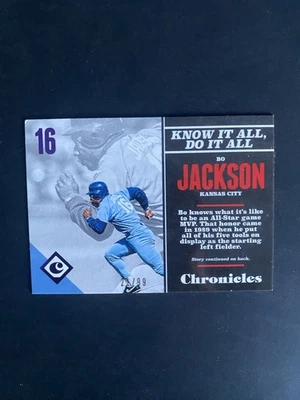 16
KNOW IT ALL,
DO IT ALL
BO
JACKSON
KANSAS CITY
Bo knows what it's like
to be an All-Star game
MVP. That honor came
in 1989 when he put
all of his five tools on
display as the starting
left fielder.
Story continued on back.
C
Chronicles